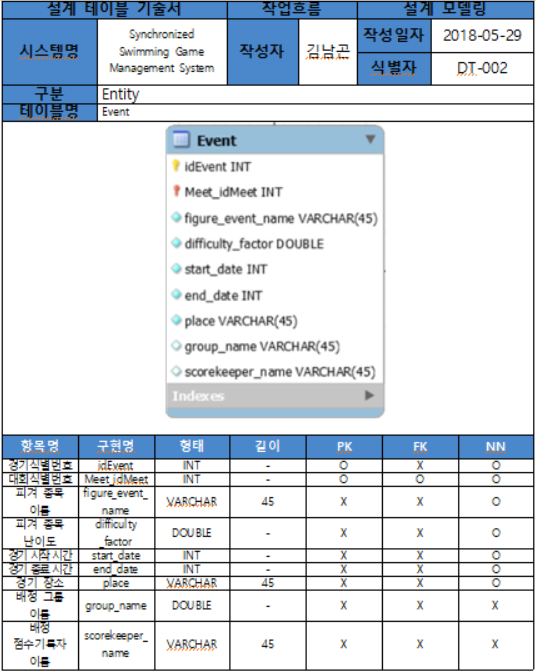 설계 테이블 기술서 작업흐름 설계 모델링
시스템명 Synchronized Swimming Game Management System 작성자 김남곤 작성일자 2018-05-29
식별자 DT-002
구분 Entity
테이블명 Event
Event
idEvent INT
Meet_idMeet INT
figure_event_name VARCHAR(45)
difficulty_factor DOUBLE
start_date INT
end_date INT
place VARCHAR(45)
group_name VARCHAR(45)
scorekeeper_name VARCHAR(45)
Indexes
항목명 구현명 형태 길이 PK FK NN
경기식별번호 idEvent INT - O X O
대회식별번호 Meet_idMeet INT - O O O
피겨 종목 이름 figure_event_name VARCHAR 45 X X O
피겨 종목 난이도 difficulty_factor DOUBLE - X X O
경기 시작시간 start_date INT - X X O
경기 종료시간 end_date INT - X X O
경기 장소 place VARCHAR 45 X X O
배정 그룹 이름 group_name DOUBLE - X X X
배정 점수기록자 이름 scorekeeper_name VARCHAR 45 X X X